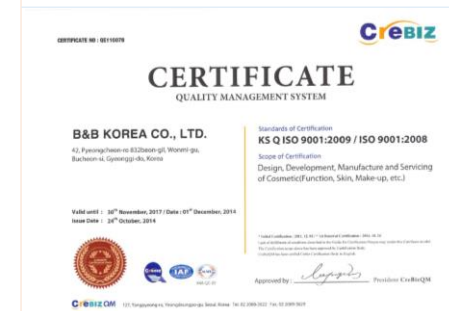 CERTIFICATE NO : QE11507B
CreBIZ
CERTIFICATE
QUALITY MANAGEMENT SYSTEM
B&B KOREA CO., LTD.
42, Pyeongcheon-ro 832beon-gil, Wonmi-gu,
Bucheon-si, Gyeonggi-do, Korea
Standards of Certification
KS Q ISO 9001:2009 / ISO 9001:2008
Scope of Certification
Design, Development, Manufacture and Servicing
of Cosmetic(Function, Skin, Make-up, etc.)
Valid until : 30th November, 2017 / Date : 01st December, 2014
Issue Date : 24th October, 2014
IAF
Approved by : President CreBizQM
CreBIZ QM